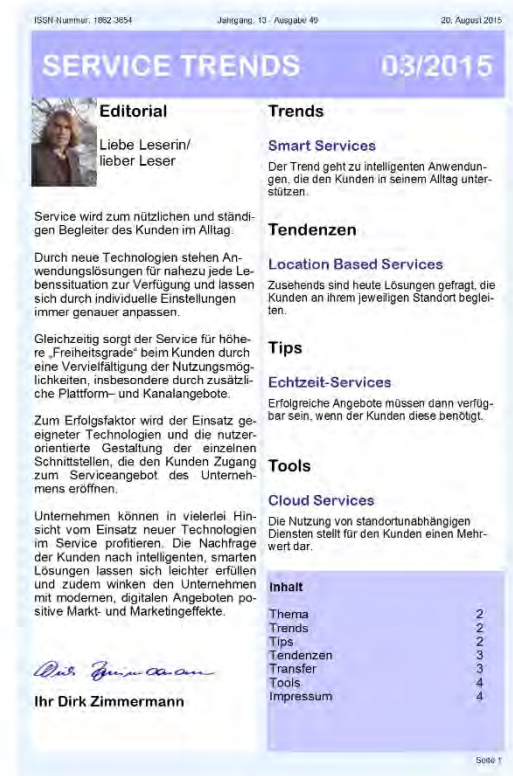 ISSN-Nummer: 1862-3654 Jahrgang. 13 - Ausgabe 49 20. August 2015
SERVICE TRENDS 03/2015
Editorial
Liebe Leserin/
lieber Leser
Service wird zum nützlichen und ständi-
gen Begleiter des Kunden im Alltag.
Durch neue Technologien stehen An-
wendungslösungen für nahezu jede Le-
benssituation zur Verfügung und lassen
sich durch individuelle Einstellungen
immer genauer anpassen.
Gleichzeitig sorgt der Service für höhe-
re „Freiheitsgrade" beim Kunden durch
eine Vervielfältigung der Nutzungsmög-
lichkeiten, insbesondere durch zusätzli-
che Plattform– und Kanalangebote.
Zum Erfolgsfaktor wird der Einsatz ge-
eigneter Technologien und die nutzer-
orientierte Gestaltung der einzelnen
Schnittstellen, die den Kunden Zugang
zum Serviceangebot des Unterneh-
mens eröffnen.
Unternehmen können in vielerlei Hin-
sicht vom Einsatz neuer Technologien
im Service profitieren. Die Nachfrage
der Kunden nach intelligenten, smarten
Lösungen lassen sich leichter erfüllen
und zudem winken den Unternehmen
mit modernen, digitalen Angeboten po-
sitive Markt- und Marketingeffekte.
Dirk Zimmermann
Ihr Dirk Zimmermann
Trends
Smart Services
Der Trend geht zu intelligenten Anwendun-
gen, die den Kunden in seinem Alltag unter-
stützen.
Tendenzen
Location Based Services
Zusehends sind heute Lösungen gefragt, die
Kunden an ihrem jeweiligen Standort beglei-
ten.
Tips
Echtzeit-Services
Erfolgreiche Angebote müssen dann verfüg-
bar sein, wenn der Kunden diese benötigt.
Tools
Cloud Services
Die Nutzung von standortunabhängigen
Diensten stellt für den Kunden einen Mehr-
wert dar.
Inhalt
Thema 2
Trends 2
Tips 2
Tendenzen 3
Transfer 3
Tools 4
Impressum 4
Seite 1